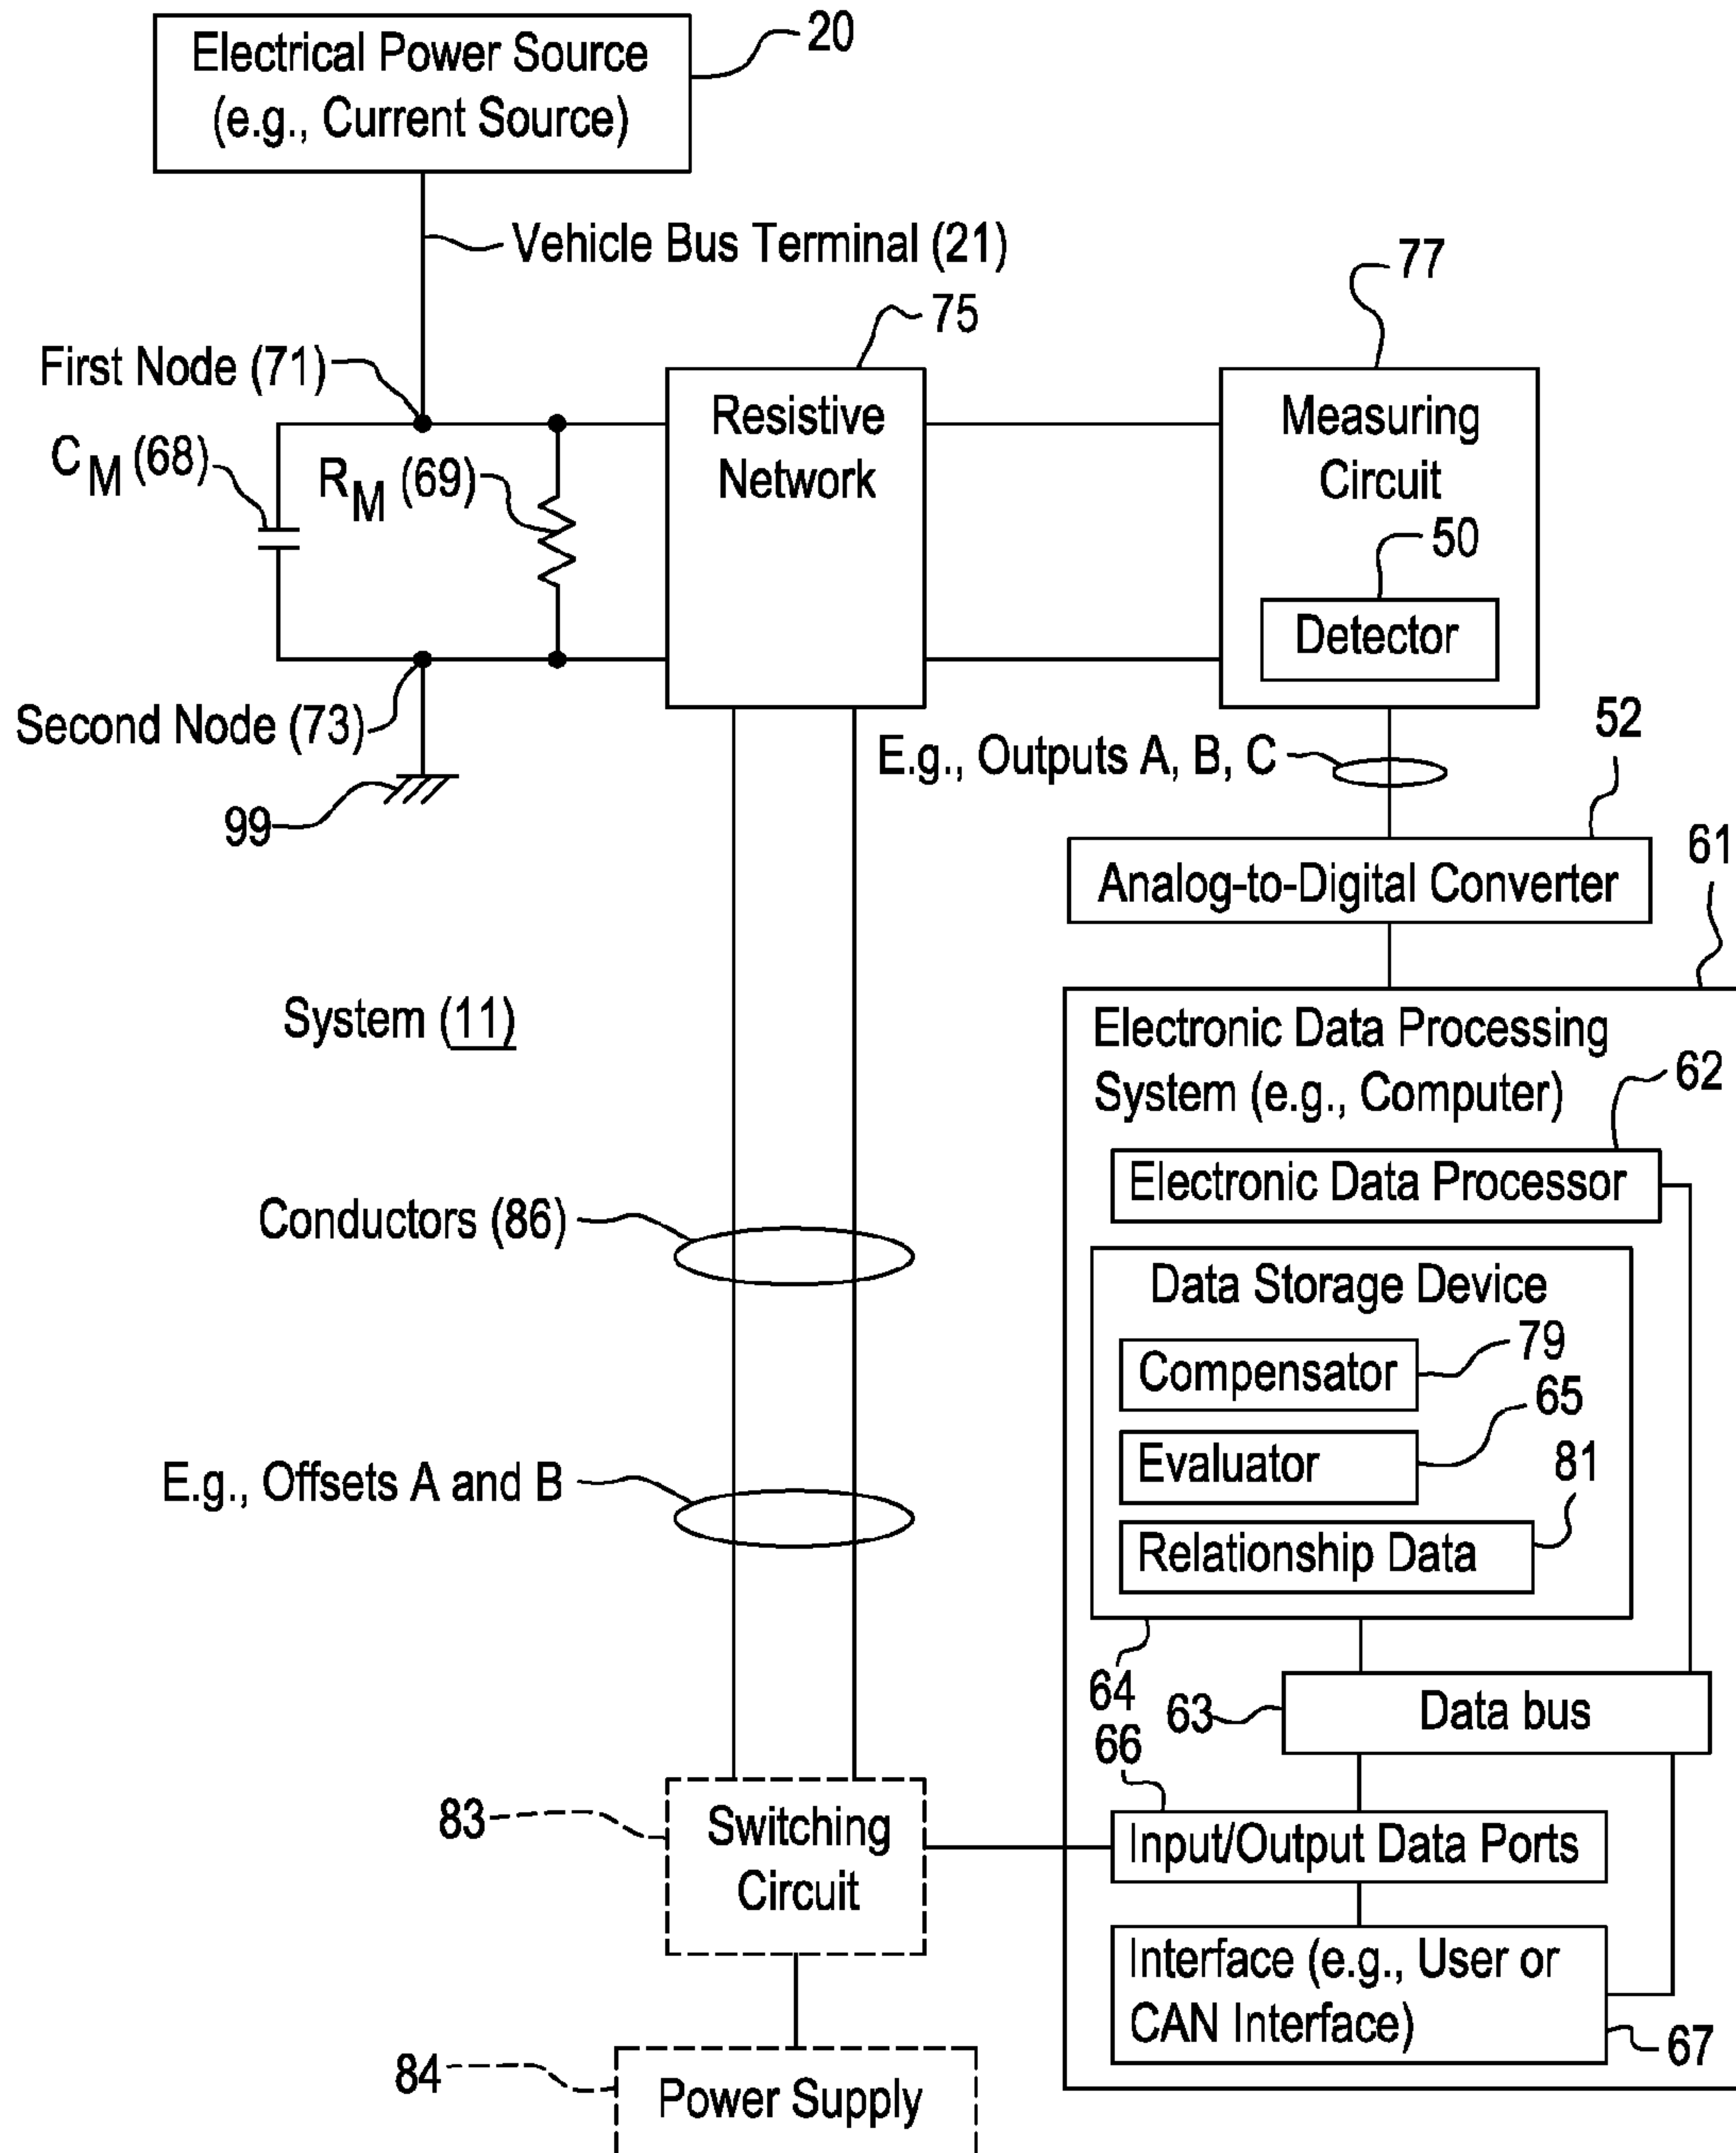 Electrical Power Source
(e.g., Current Source)
20
Vehicle Bus Terminal (21)
77
75
First Node (71)
C M (68)
R M (69)
Resistive
Network
Measuring
Circuit
50
Detector
Second Node (73)
99
E.g., Outputs A, B, C
52
Analog-to-Digital Converter
61
System (11)
Electronic Data Processing
System (e.g., Computer)
62
Electronic Data Processor
Conductors (86)
Data Storage Device
Compensator
79
65
Evaluator
81
Relationship Data
E.g., Offsets A and B
64
63
Data bus
66
83
Switching
Circuit
Input/Output Data Ports
Interface (e.g., User or
CAN Interface)
67
84
Power Supply